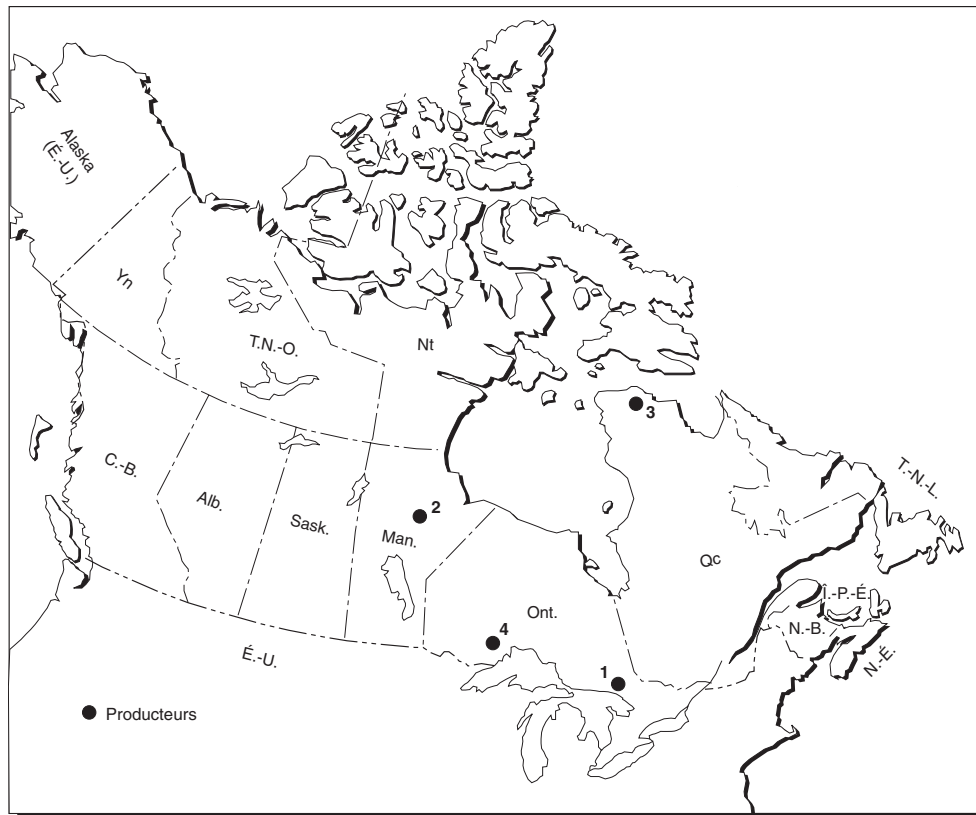 Alaska
(É.-U.)
Yn
T.N.-O.
Nt
3
C.-B.
Alb.
Sask.
2
Man.
T.-N.-L.
Qc
Î.-P.-É.
Ont.
N.-B.
4
N.-É.
É.-U.
1
Producteurs